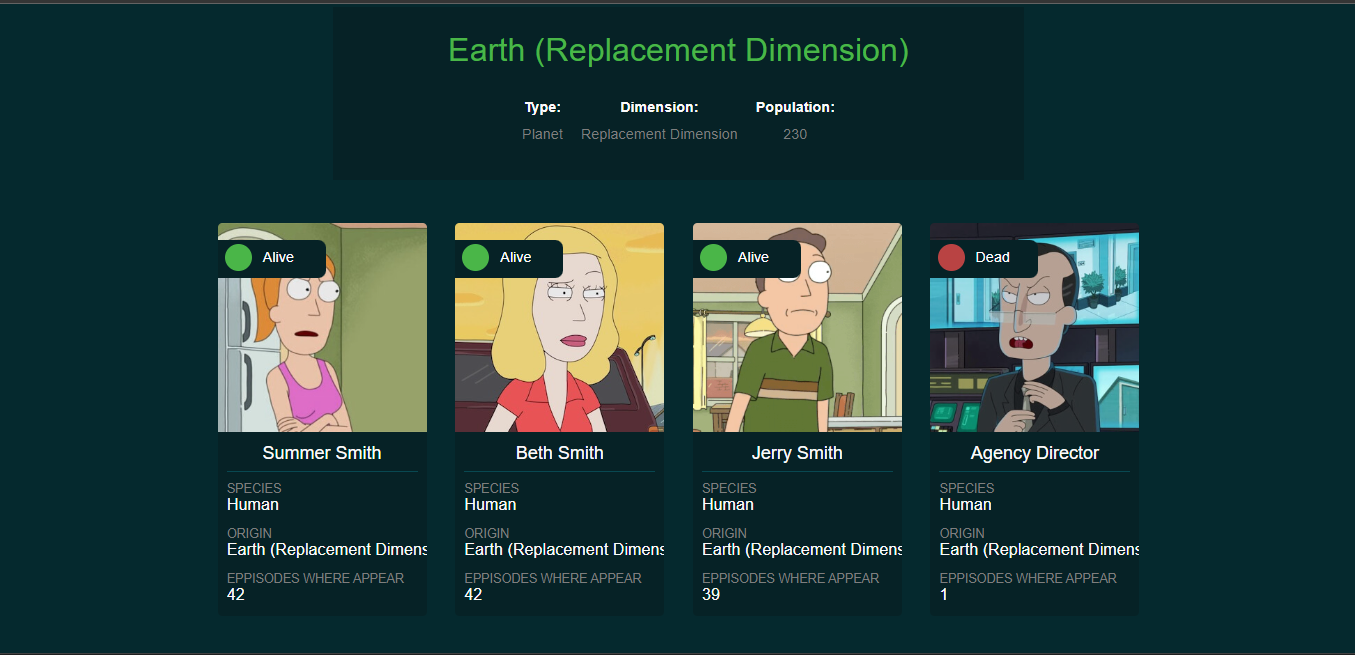 Earth (Replacement Dimension)
Type: Dimension: Population:
Planet Replacement Dimension 230
Alive
Alive
Alive
Dead
Summer Smith
SPECIES
Human
ORIGIN
Earth (Replacement Dimens
EPPISODES WHERE APPEAR
42
Beth Smith
SPECIES
Human
ORIGIN
Earth (Replacement Dimens
EPPISODES WHERE APPEAR
42
Jerry Smith
SPECIES
Human
ORIGIN
Earth (Replacement Dimens
EPPISODES WHERE APPEAR
39
Agency Director
SPECIES
Human
ORIGIN
Earth (Replacement Dimens
EPPISODES WHERE APPEAR
1